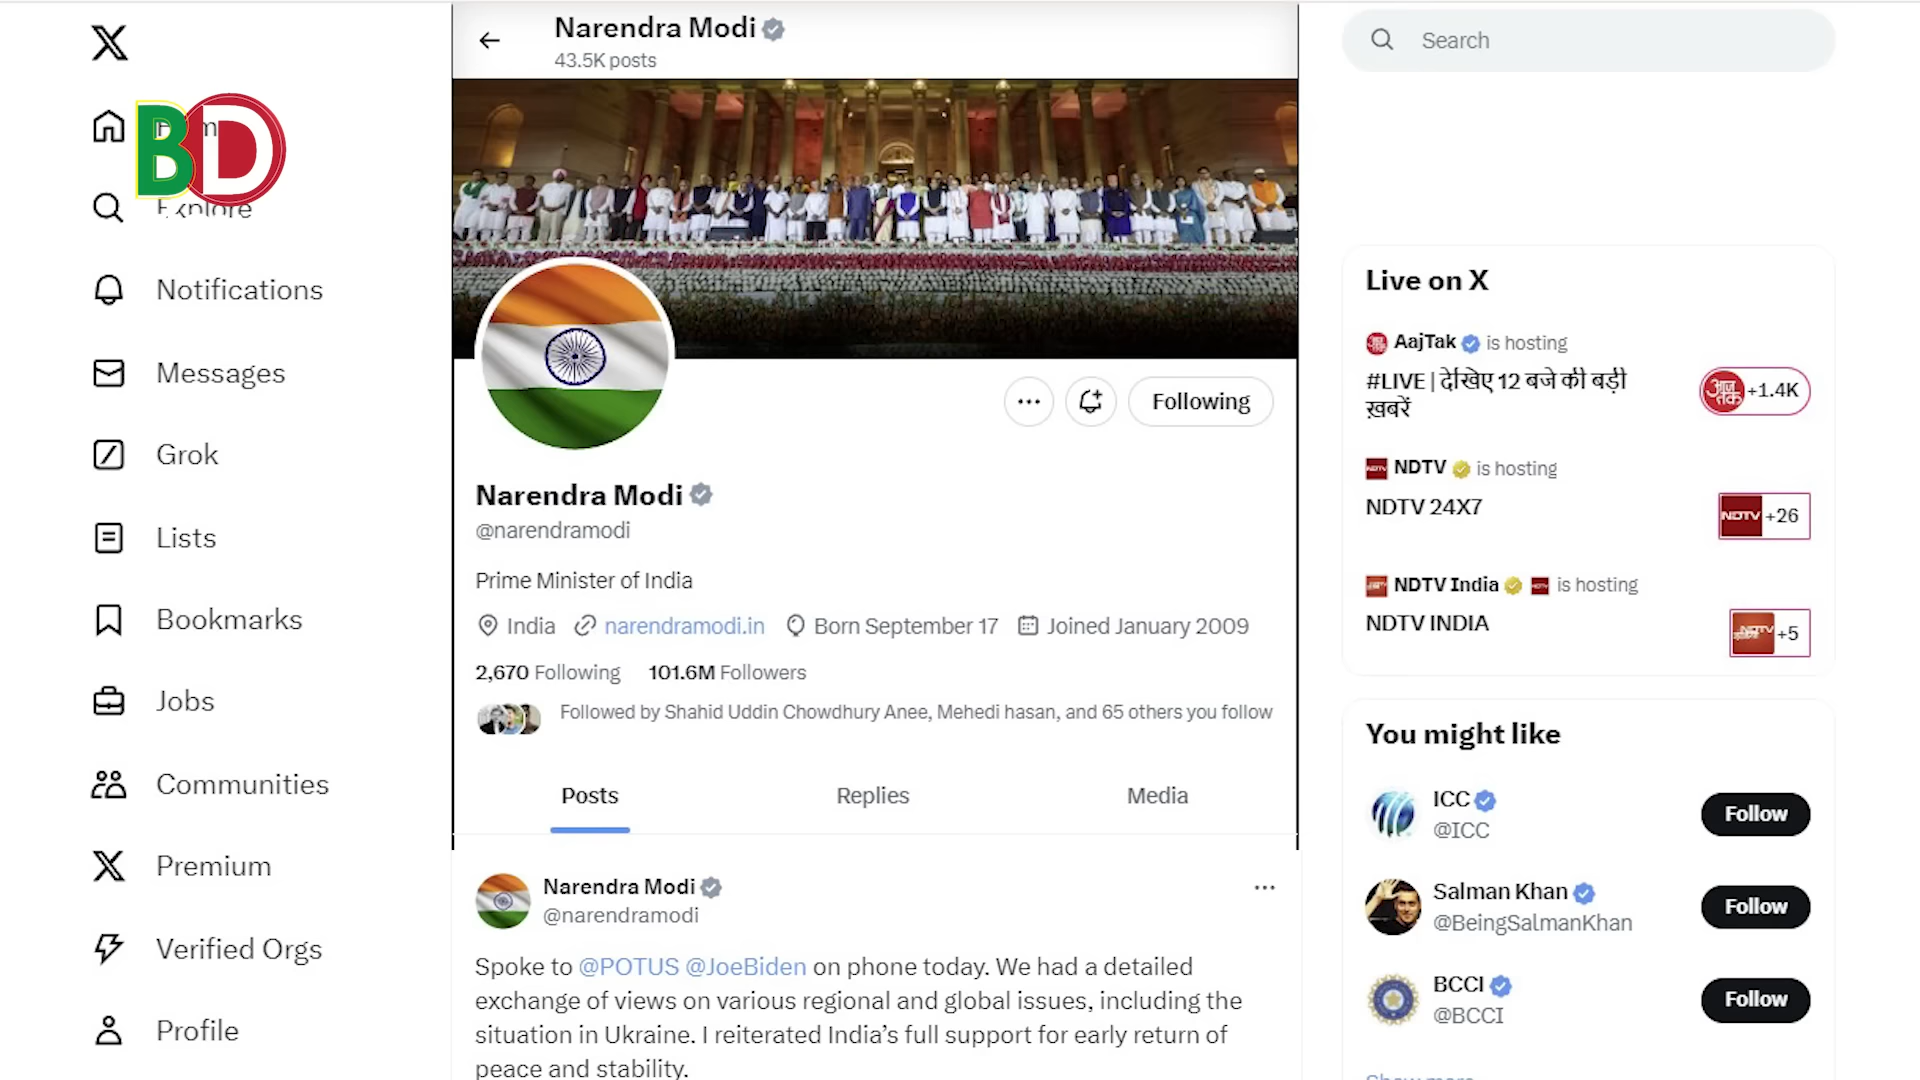 BD
Explore
Notifications
Messages
Grok
Lists
Bookmarks
Jobs
Communities
Premium
Verified Orgs
Profile
Narendra Modi
43.5K posts
Following
Narendra Modi
@narendramodi
Prime Minister of India
India narendramodi.in Born September 17 Joined January 2009
2,670 Following 101.6M Followers
Followed by Shahid Uddin Chowdhury Anee, Mehedi hasan, and 65 others you follow
Posts Replies Media
Narendra Modi
@narendramodi
Spoke to @POTUS @JoeBiden on phone today. We had a detailed
exchange of views on various regional and global issues, including the
situation in Ukraine. I reiterated India’s full support for early return of
peace and stability.
Search
Live on X
AajTak is hosting
#LIVE | देखिए 12 बजे की बड़ी
ख़बरें
आज तक +1.4K
NDTV is hosting
NDTV 24X7
NDTV +26
NDTV India is hosting
NDTV INDIA
NDTV +5
You might like
ICC
@ICC
Follow
Salman Khan
@BeingSalmanKhan
Follow
BCCI
@BCCI
Follow